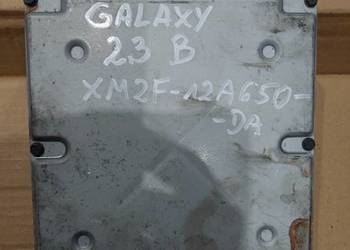 GALAXY
2.3 B
XM2F-12A650-
-DA